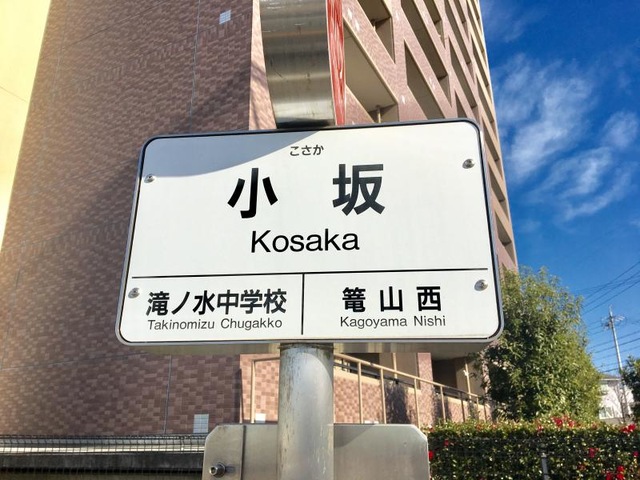 こさか
小坂
Kosaka
滝ノ水中学校
Takinomizu Chugakko
篭山西
Kagoyama Nishi